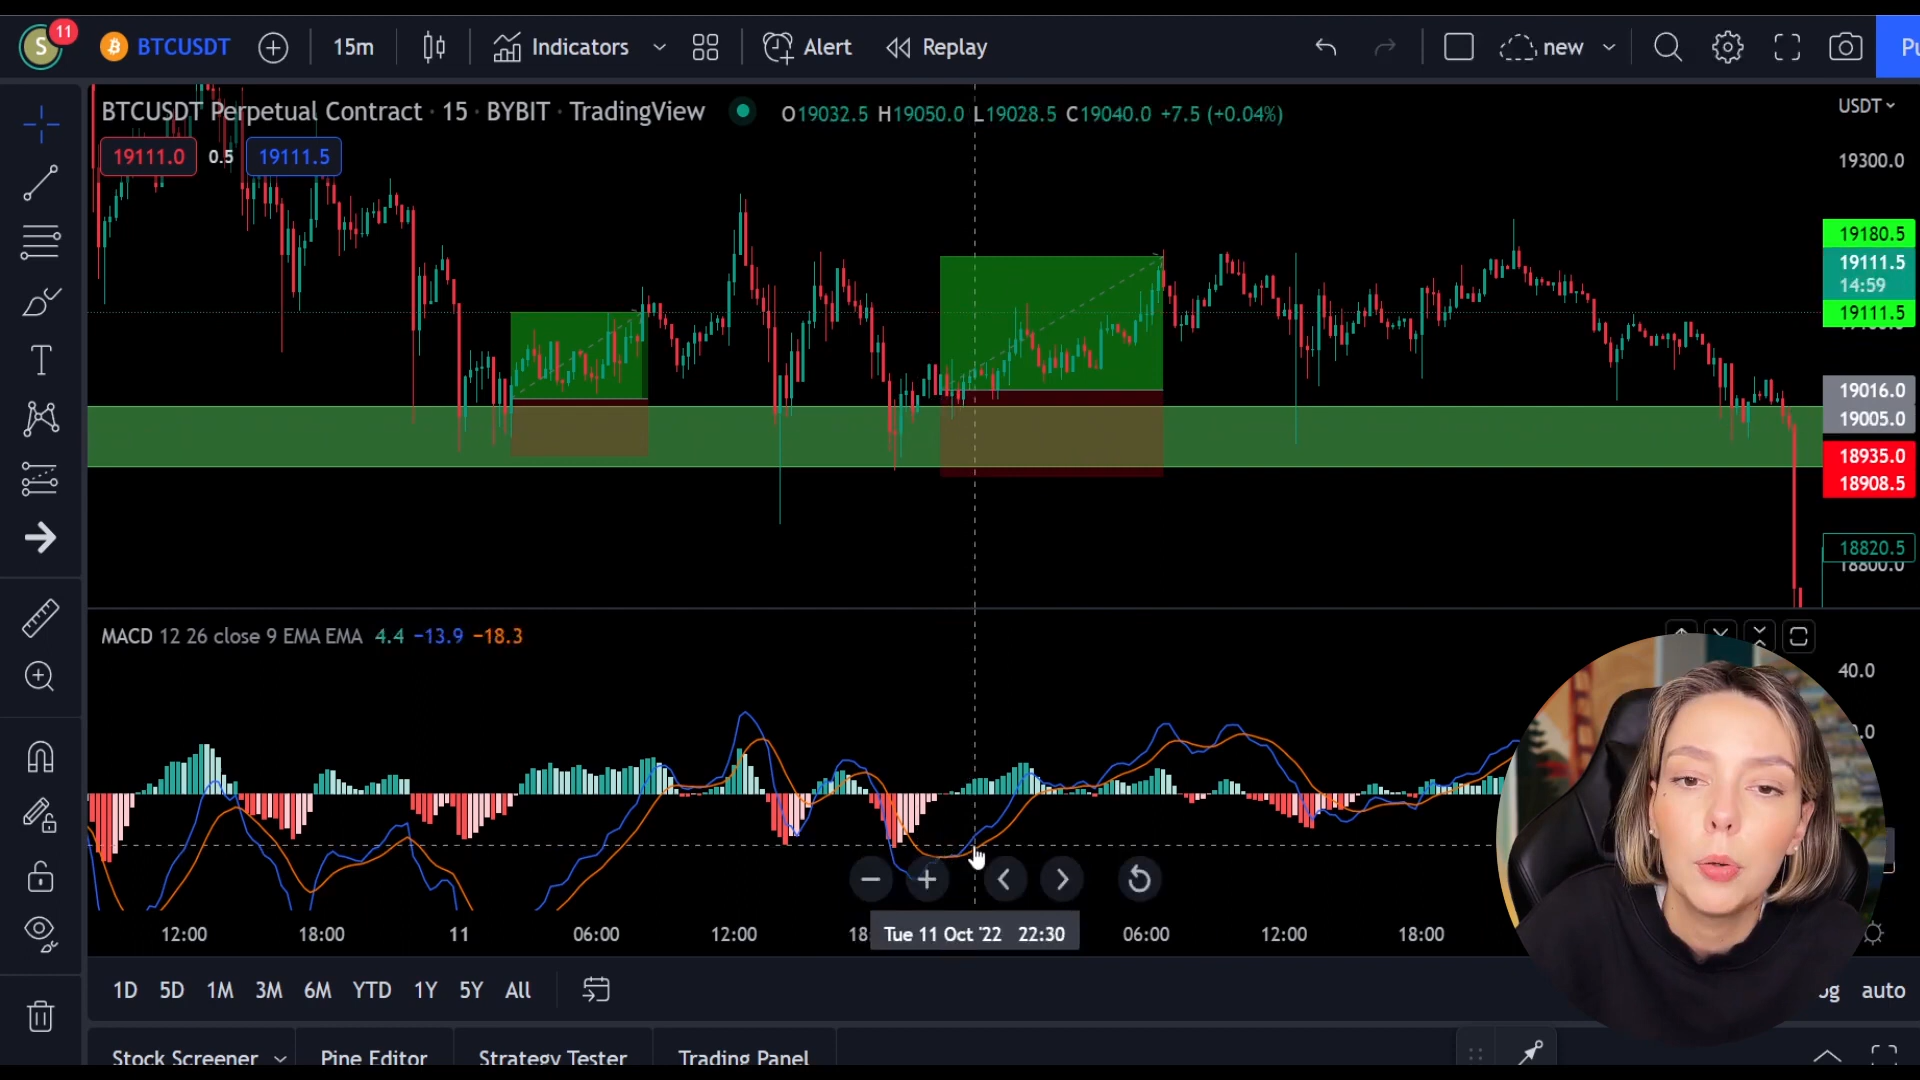 S 11 BTCUSDT 15m Indicators Alert Replay new Pu
BTCUSDT Perpetual Contract · 15 · BYBIT · TradingView O19032.5 H19050.0 L19028.5 C19040.0 +7.5 (+0.04%)
19111.0 0.5 19111.5
USDT
19300.0
19180.5
19111.5
14:59
19111.5
19016.0
19005.0
18935.0
18908.5
18820.5
18800.0
MACD 12 26 close 9 EMA EMA 4.4 −13.9 −18.3
40.0
12:00 18:00 11 06:00 12:00 18: Tue 11 Oct '22 22:30 06:00 12:00 18:00
1D 5D 1M 3M 6M YTD 1Y 5Y All auto
Stock Screener Pine Editor Strategy Tester Trading Panel